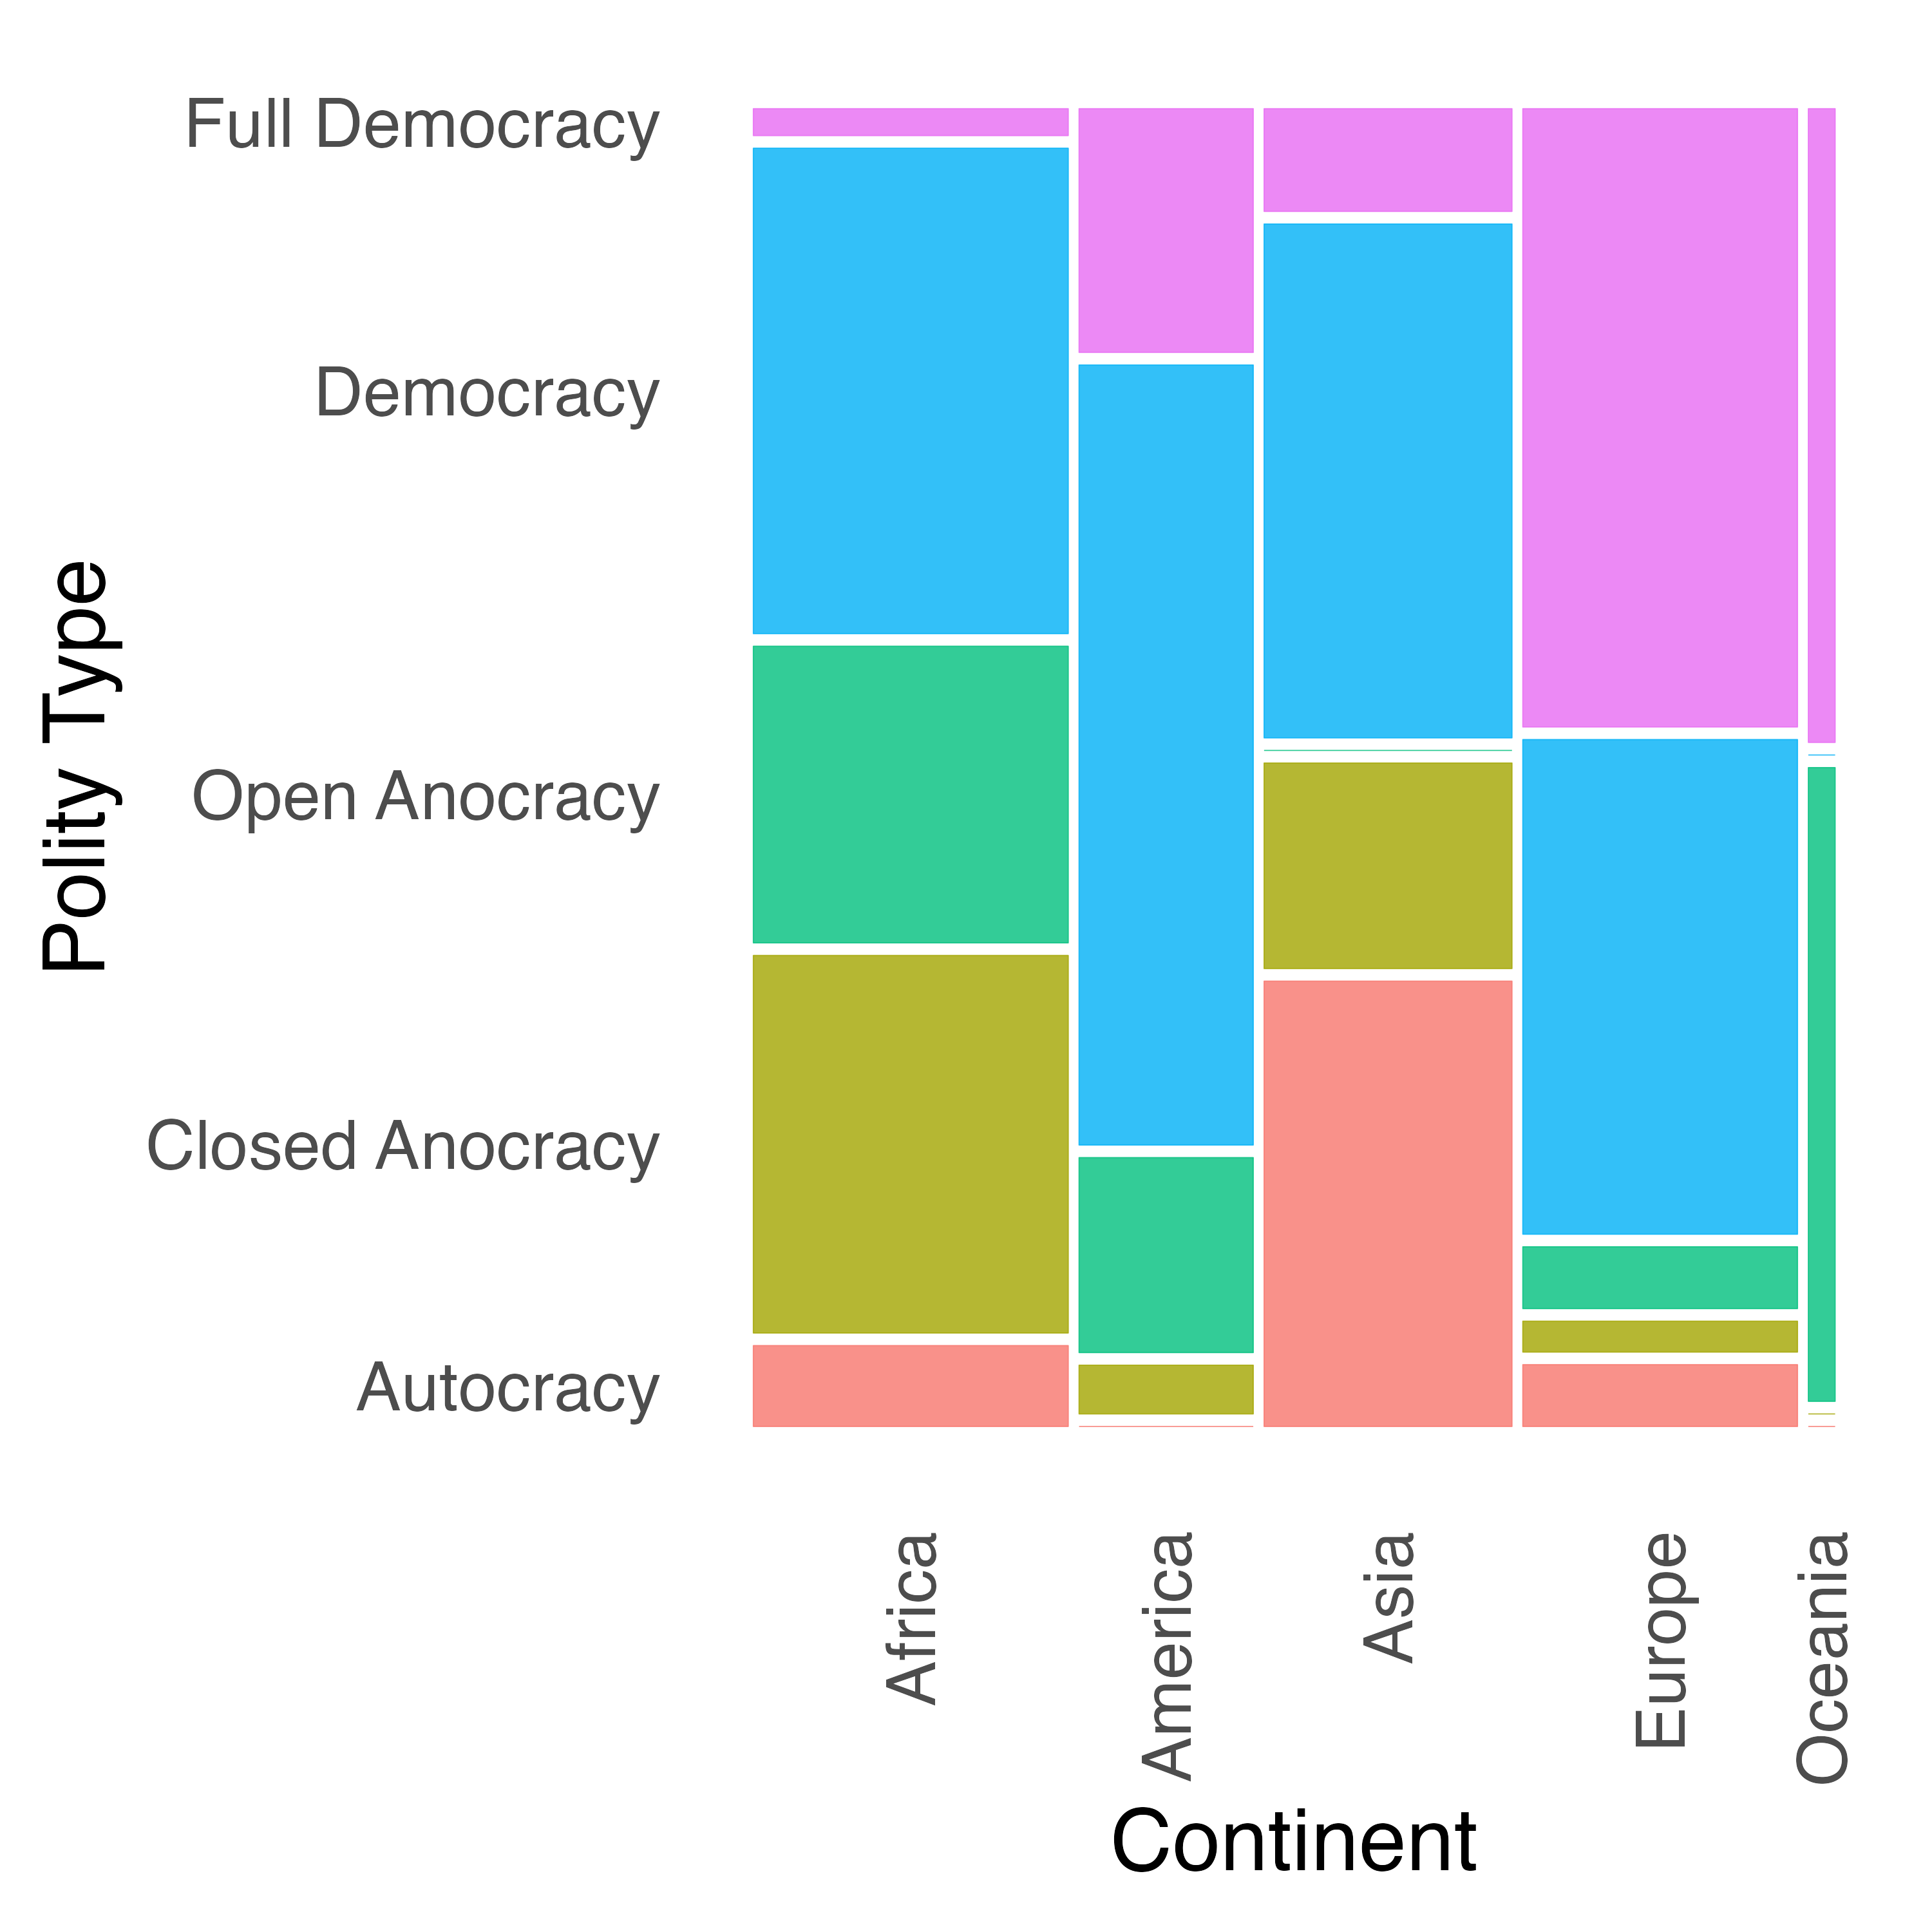 Full Democracy
Democracy
Open Anocracy
Closed Anocracy
Autocracy
Polity Type
Africa
America
Asia
Europe
Oceania
Continent